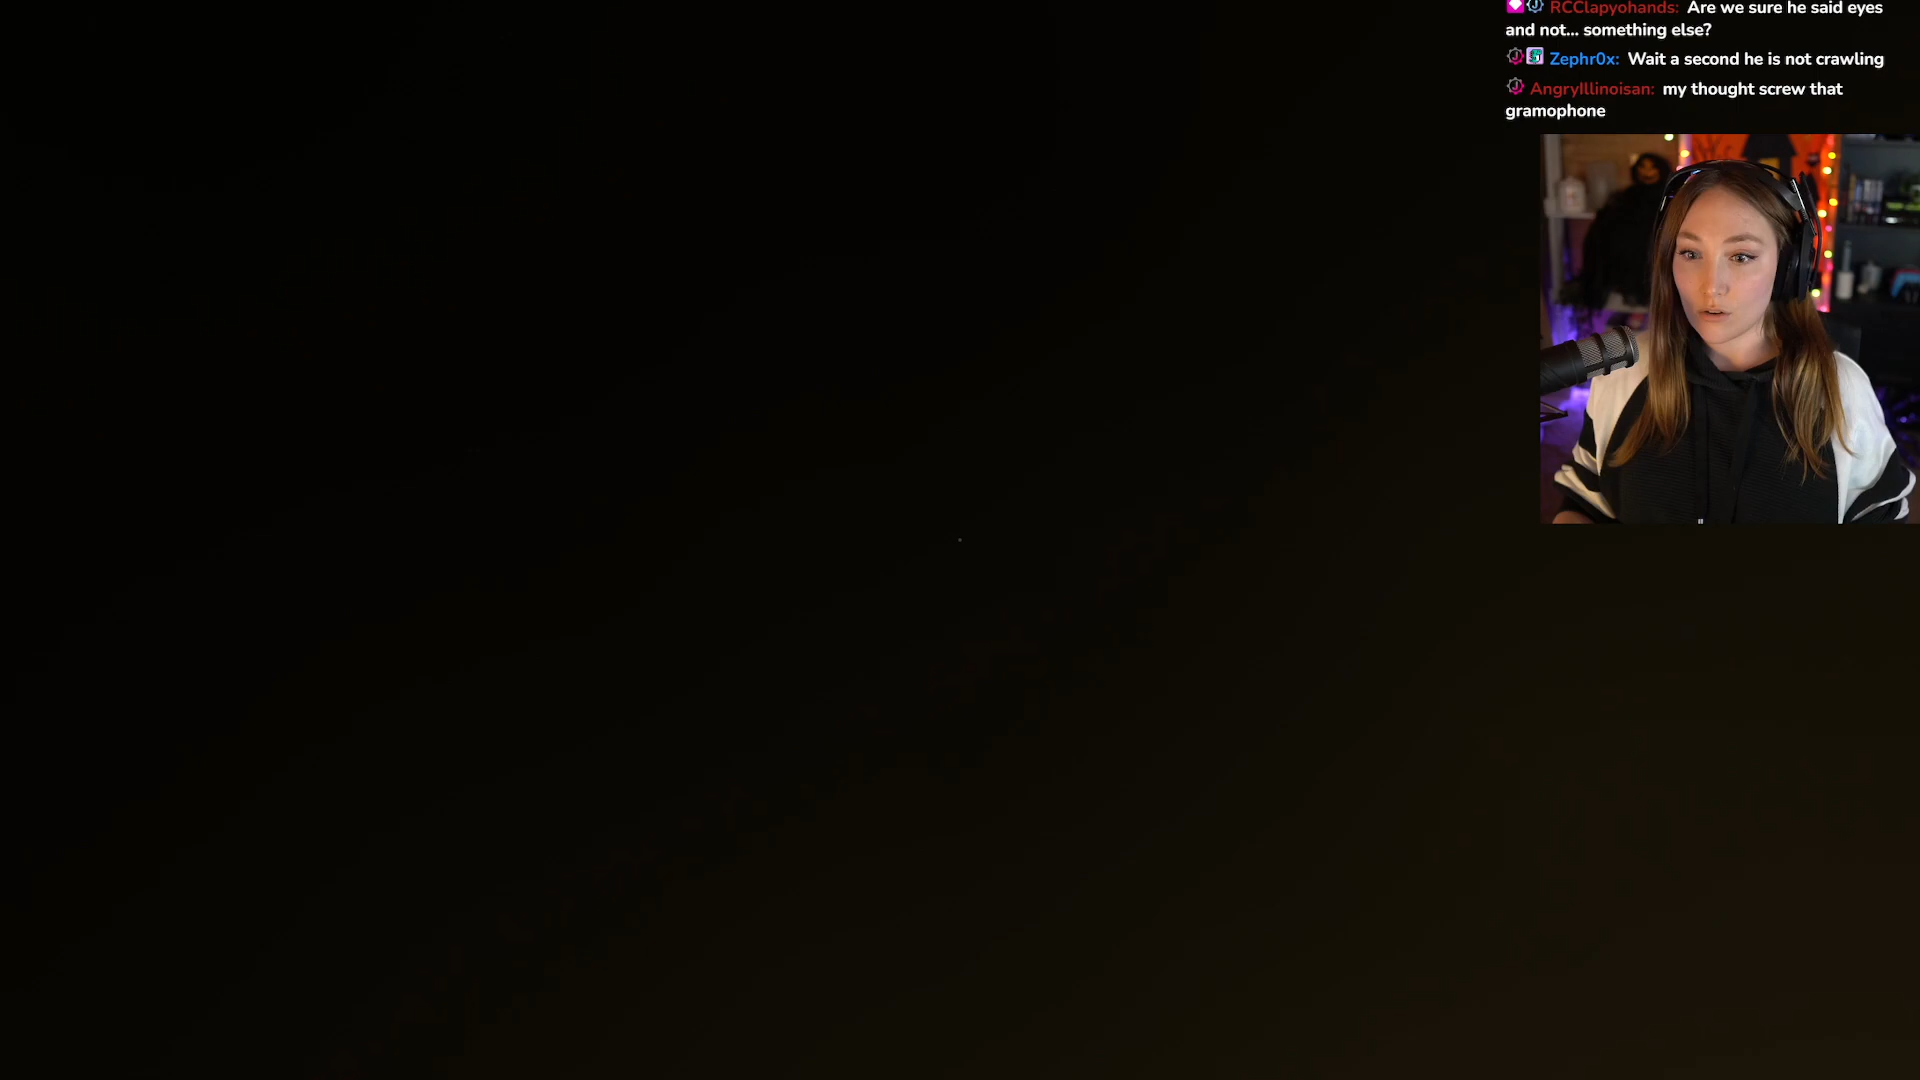 RCClapyohands: Are we sure he said eyes
and not... something else?
Zephr0x: Wait a second he is not crawling
AngryIllinoisan: my thought screw that
gramophone